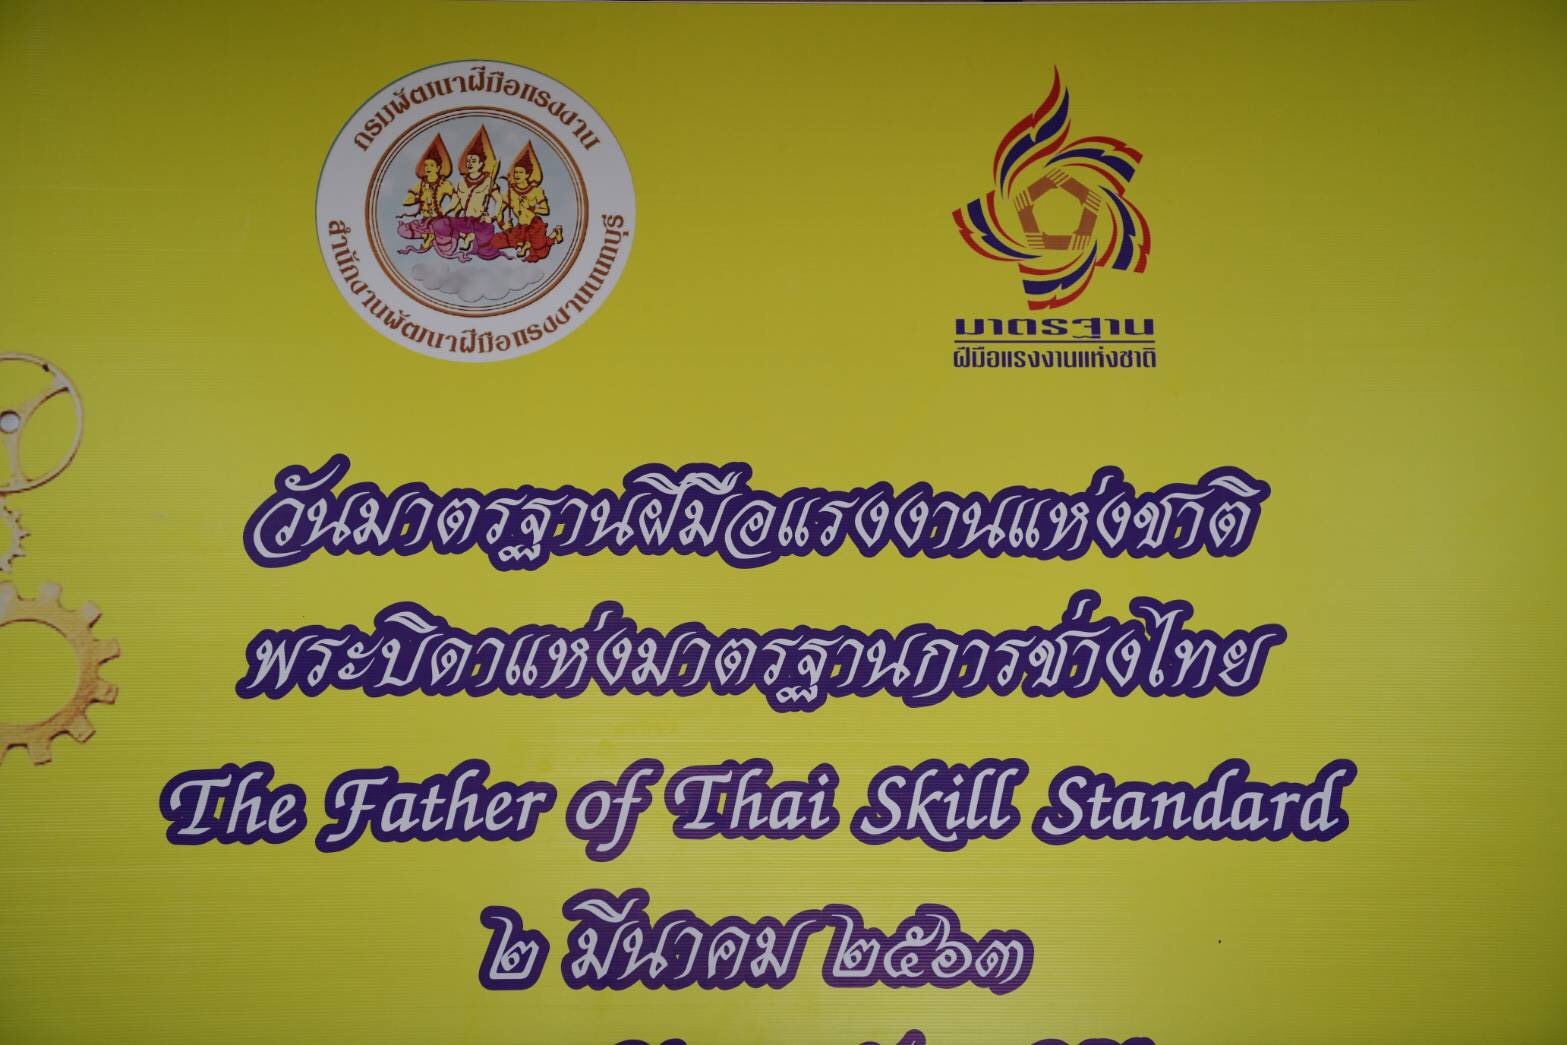 กรมพัฒนาฝีมือแรงงาน
สำนักงานพัฒนาฝีมือแรงงานนนทบุรี
มาตรฐาน
ฝีมือแรงงานแห่งชาติ
วันมาตรฐานฝีมือแรงงานแห่งชาติ
พระบิดาแห่งมาตรฐานการช่างไทย
The Father of Thai Skill Standard
๒ มีนาคม ๒๕๖๓